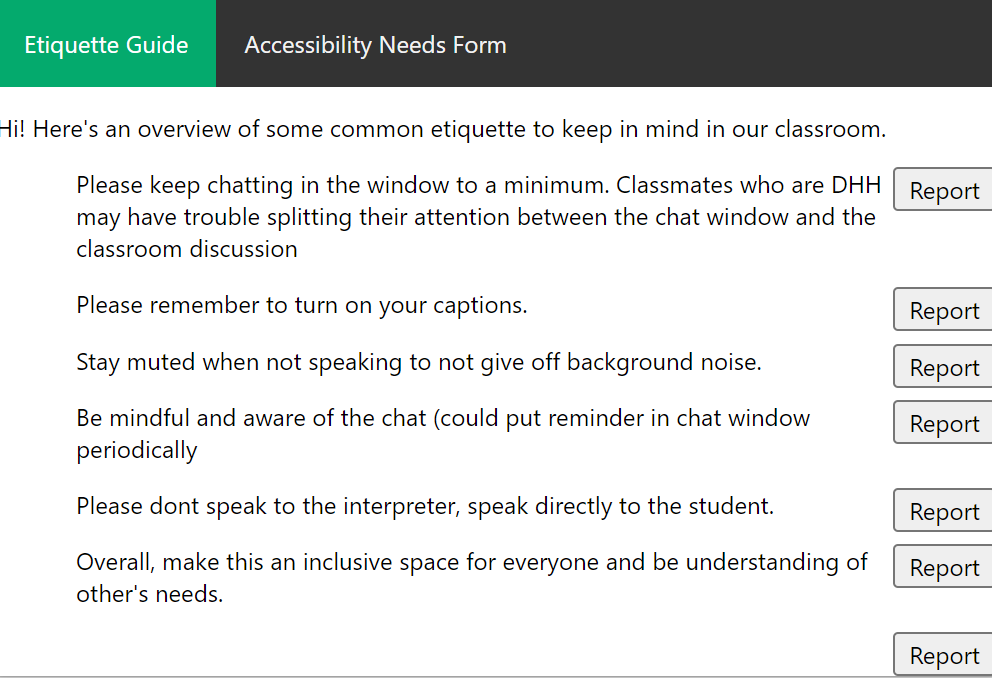 Etiquette Guide Accessibility Needs Form
Hi! Here's an overview of some common etiquette to keep in mind in our classroom.
Please keep chatting in the window to a minimum. Classmates who are DHH Report
may have trouble splitting their attention between the chat window and the
classroom discussion
Please remember to turn on your captions. Report
Stay muted when not speaking to not give off background noise. Report
Be mindful and aware of the chat (could put reminder in chat window Report
periodically
Please dont speak to the interpreter, speak directly to the student. Report
Overall, make this an inclusive space for everyone and be understanding of Report
other's needs.
Report